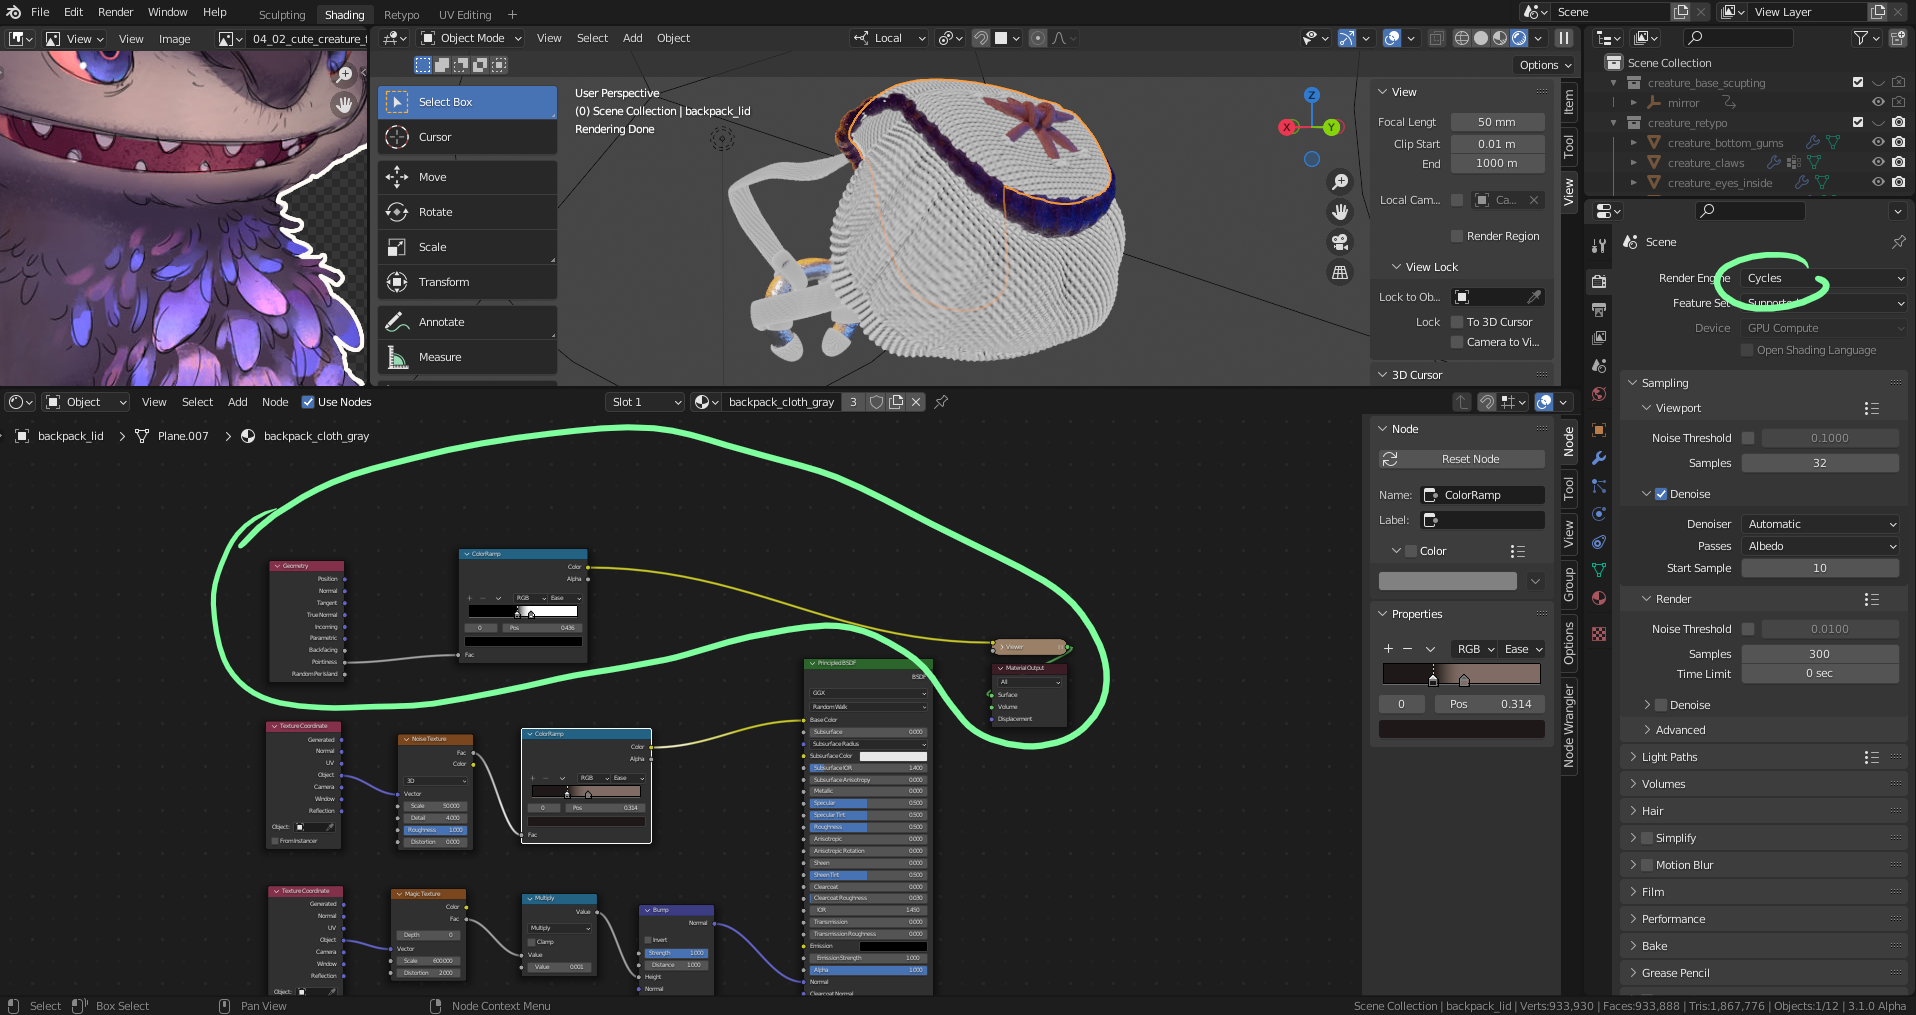 File Edit Render Window Help Sculpting Shading Retypo UV Editing + Scene View Layer
View View Image 04_02_cute_creature_t
Object Mode View Select Add Object Local
Options
Select Box
Cursor
Move
Rotate
Scale
Transform
Annotate
Measure
User Perspective
(0) Scene Collection | backpack_lid
Rendering Done
Z
X
Y
View
Focal Lengt 50 mm
Clip Start 0.01 m
End 1000 m
Local Cam... Ca...
Render Region
View Lock
Lock to Ob...
Lock To 3D Cursor
Camera to Vi...
3D Cursor
Item
Tool
View
Scene Collection
creature_base_scupting
mirror
creature_retypo
creature_bottom_gums
creature_claws
creature_eyes_inside
Scene
Render Engine Cycles
Feature Set Supported
Device GPU Compute
Open Shading Language
Sampling
Viewport
Noise Threshold 0.1000
Samples 32
Denoise
Denoiser Automatic
Passes Albedo
Start Sample 10
Render
Noise Threshold 0.0100
Samples 300
Time Limit 0 sec
Denoise
Advanced
Light Paths
Volumes
Hair
Simplify
Motion Blur
Film
Performance
Bake
Grease Pencil
Object View Select Add Node Use Nodes Slot 1 backpack_cloth_gray 3
backpack_lid Plane.007 backpack_cloth_gray
Geometry
Position
Normal
Tangent
True Normal
Incoming
Parametric
Backfacing
Pointiness
Random Per Island
ColorRamp
Color
Alpha
RGB Ease
0 Pos 0.436
Fac
Viewer
Material Output
All
Surface
Volume
Displacement
Texture Coordinate
Generated
Normal
UV
Object
Camera
Window
Reflection
Object:
From Instancer
Noise Texture
Fac
Color
3D
Vector
Scale 50.000
Detail 4.000
Roughness 1.000
Distortion 0.000
ColorRamp
Color
Alpha
RGB Ease
0 Pos 0.314
Fac
Principled BSDF
BSDF
GGX
Random Walk
Base Color
Subsurface 0.000
Subsurface Radius
Subsurface Color
Subsurface IOR 1.400
Subsurface Anisotropy 0.000
Metallic 0.000
Specular 0.500
Specular Tint 0.500
Roughness 0.500
Anisotropic 0.000
Anisotropic Rotation 0.000
Sheen 0.000
Sheen Tint 0.500
Clearcoat 0.000
Clearcoat Roughness 0.030
IOR 1.450
Transmission 0.000
Transmission Roughness 0.000
Emission
Emission Strength 1.000
Alpha 1.000
Normal
Clearcoat Normal
Texture Coordinate
Generated
Normal
UV
Object
Camera
Window
Reflection
Object:
Magic Texture
Color
Fac
Depth 0
Vector
Scale 600.000
Distortion 2.000
Multiply
Value
Multiply
Clamp
Value
Value 0.001
Bump
Normal
Invert
Strength 1.000
Distance 1.000
Height
Normal
Node
Reset Node
Name: ColorRamp
Label:
Color
Properties
RGB Ease
0 Pos 0.314
Node
Tool
View
Group
Options
Node Wrangler
Select Box Select Pan View Node Context Menu
Scene Collection | backpack_lid | Verts:933,930 | Faces:933,888 | Tris:1,867,776 | Objects:1/12 | 3.1.0 Alpha